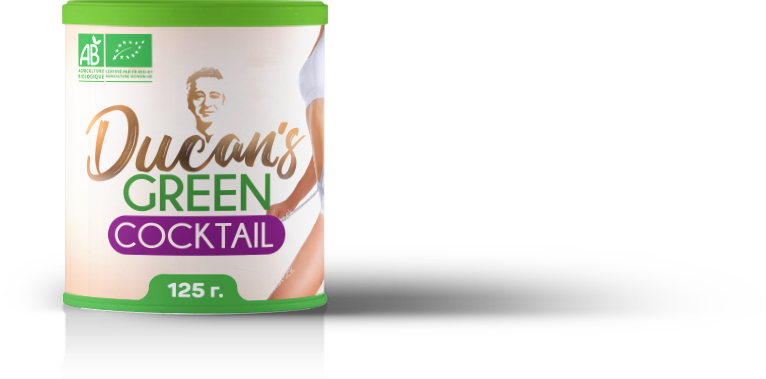 AB
AGRICULTURE
BIOLOGIQUE
Ducan's
GREEN
COCKTAIL
125 г.